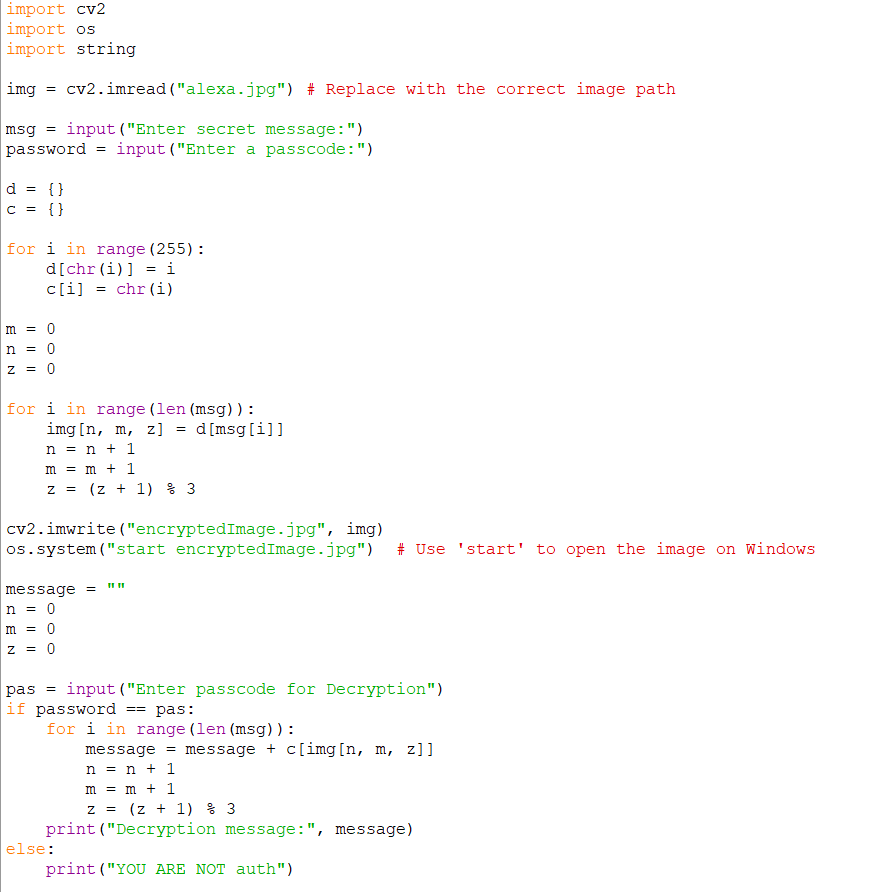 import cv2
import os
import string
img = cv2.imread("alexa.jpg") # Replace with the correct image path
msg = input("Enter secret message:")
password = input("Enter a passcode:")
d = {}
c = {}
for i in range(255):
    d[chr(i)] = i
    c[i] = chr(i)
m = 0
n = 0
z = 0
for i in range(len(msg)):
    img[n, m, z] = d[msg[i]]
    n = n + 1
    m = m + 1
    z = (z + 1) % 3
cv2.imwrite("encryptedImage.jpg", img)
os.system("start encryptedImage.jpg")  # Use 'start' to open the image on Windows
message = ""
n = 0
m = 0
z = 0
pas = input("Enter passcode for Decryption")
if password == pas:
    for i in range(len(msg)):
        message = message + c[img[n, m, z]]
        n = n + 1
        m = m + 1
        z = (z + 1) % 3
    print("Decryption message:", message)
else:
    print("YOU ARE NOT auth")